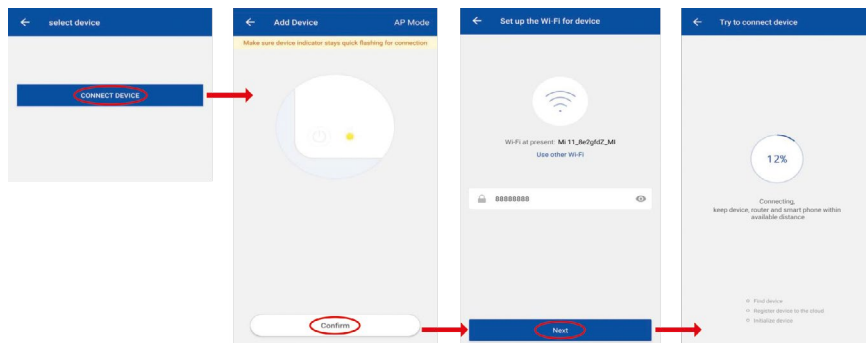 select device
CONNECT DEVICE
Add Device
AP Mode
Make sure device indicator stays quick flashing for connection
Confirm
Set up the Wi-Fi for device
Wi-Fi at present: Mi 11_8e2gfdZ_MI
Use other Wi-Fi
88888888
Next
Try to connect device
12%
Connecting,
keep device, router and smart phone within
available distance
Find device
Register device to the cloud
Initialize device